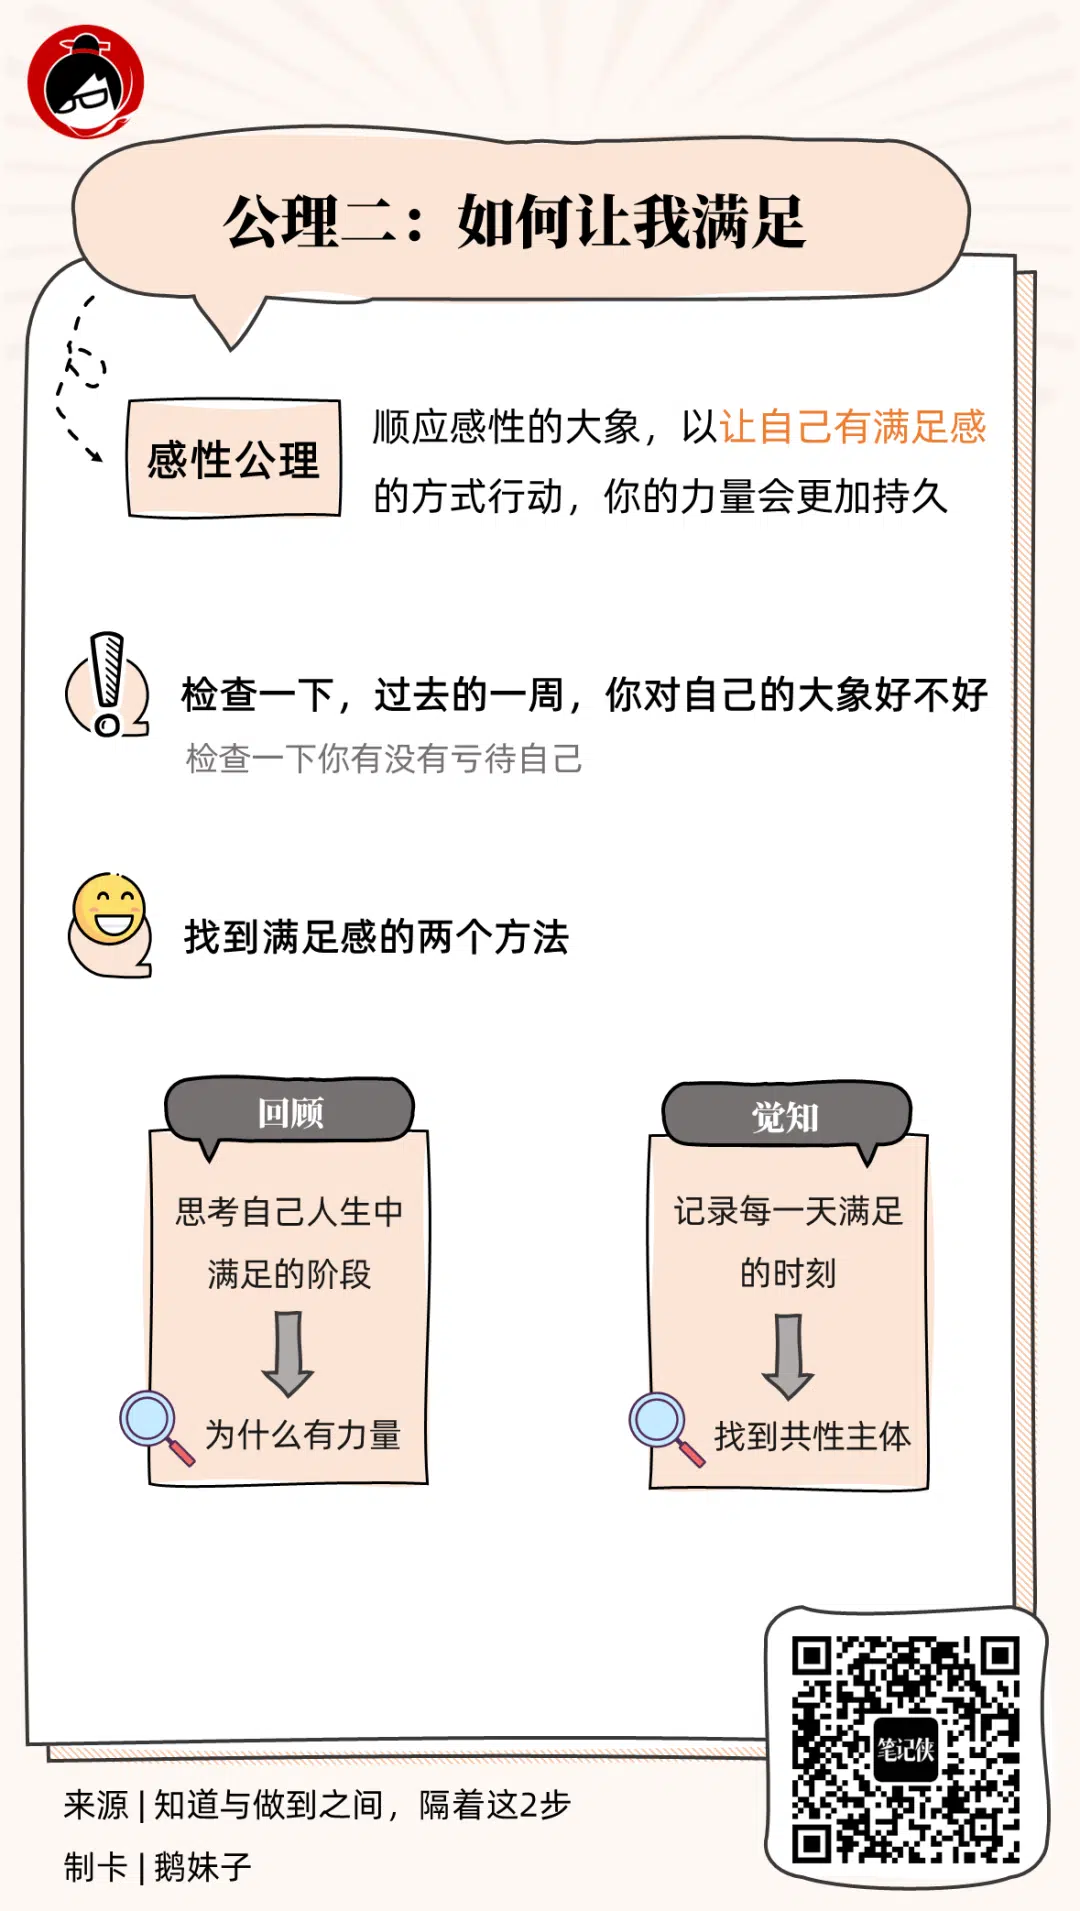 公理二：如何让我满足
感性公理
顺应感性的大象，以让自己有满足感
的方式行动，你的力量会更加持久
检查一下，过去的一周，你对自己的大象好不好
检查一下你有没有亏待自己
找到满足感的两个方法
回顾
思考自己人生中
满足的阶段
为什么有力量
觉知
记录每一天满足
的时刻
找到共性主体
笔记侠
来源 | 知道与做到之间，隔着这2步
制卡 | 鹅妹子